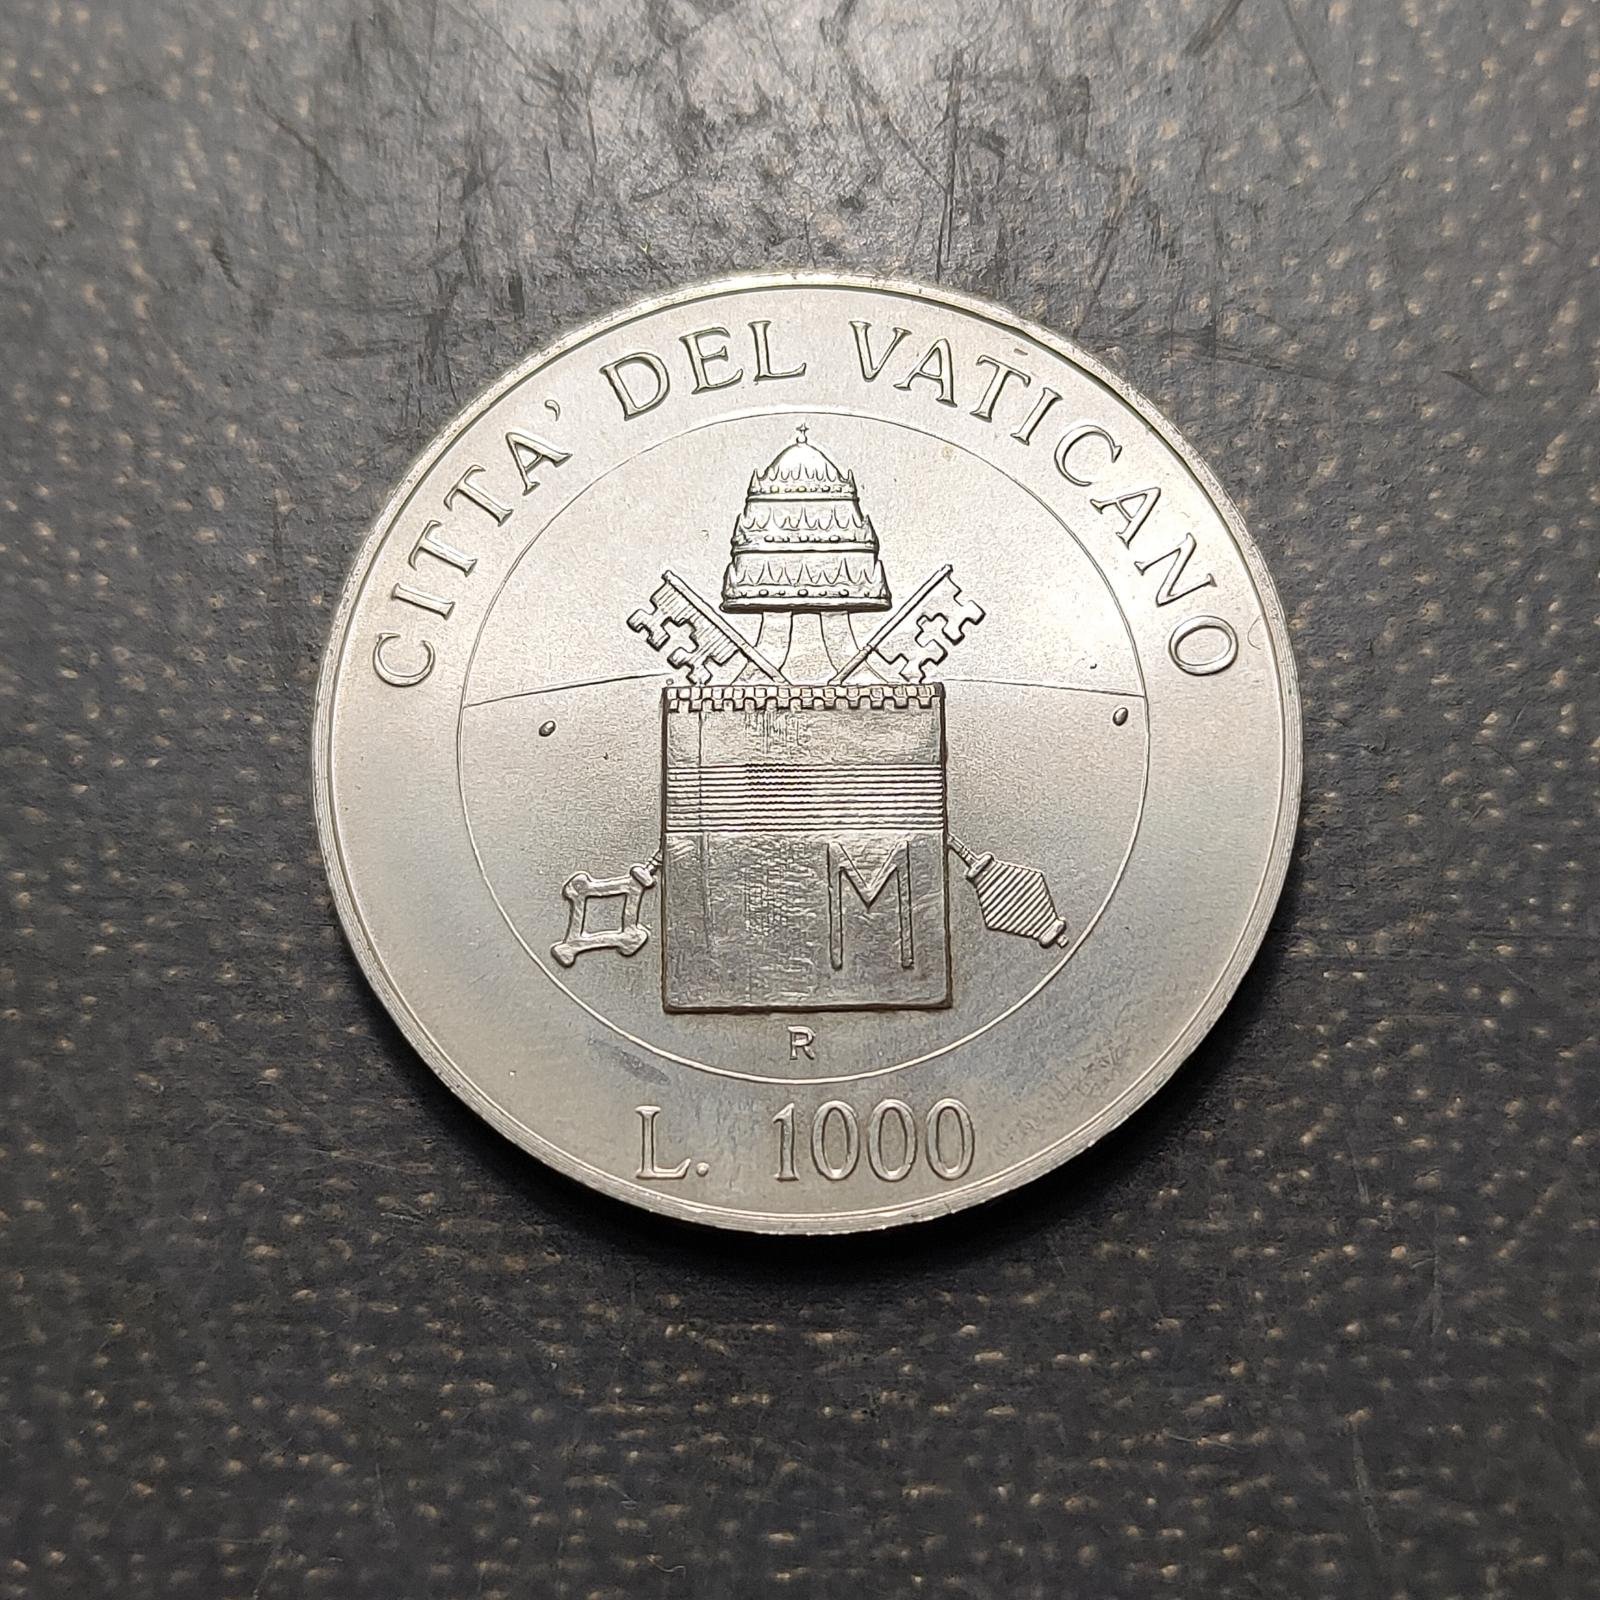 CITTA' DEL VATICANO
M
R
L. 1000